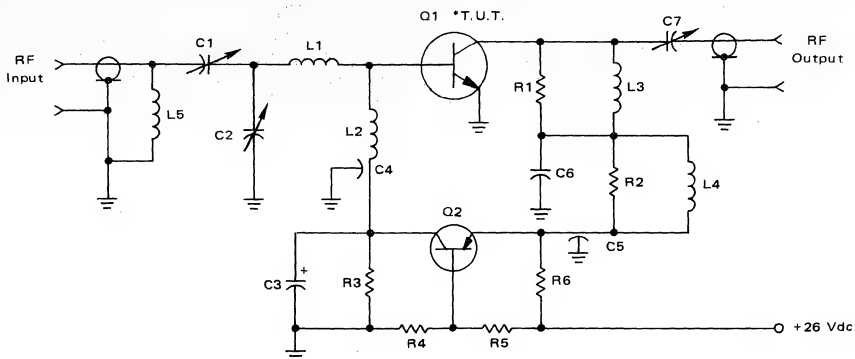 Q1 *T.U.T.
C7
C1
L1
RF
Input
RF
Output
R1
L3
L5
C2
L2
C4
C6
R2
L4
Q2
C5
C3
+
R3
R6
R4
R5
+26 Vdc